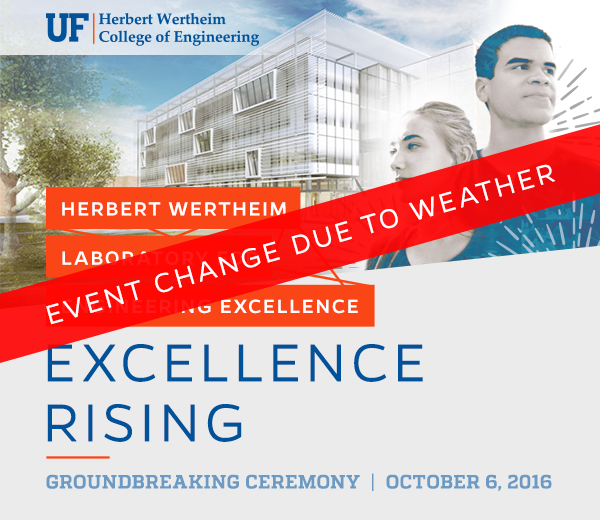 UF
Herbert Wertheim
College of Engineering
HERBERT WERTHEIM
LABORATORY
EXCELLENCE
EVENT CHANGE DUE TO WEATHER
EXCELLENCE
RISING
GROUNDBREAKING CEREMONY | OCTOBER 6, 2016